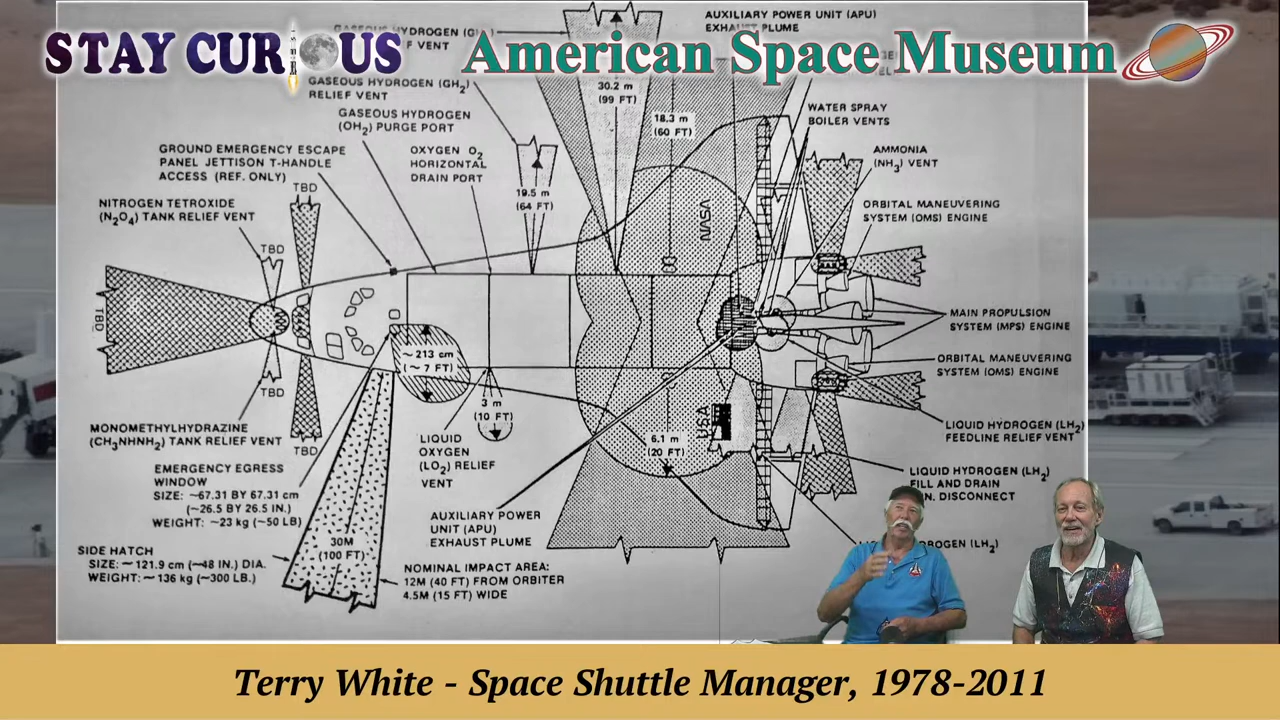 STAY CURIOUS
American Space Museum
AUXILIARY POWER UNIT (APU)
EXHAUST PLUME
GASEOUS HYDROGEN
VENT
GASEOUS HYDROGEN (GH2)
RELIEF VENT
GASEOUS HYDROGEN
(OH2) PURGE PORT
30.2 m
(99 FT)
18.3 m
(60 FT)
WATER SPRAY
BOILER VENTS
GROUND EMERGENCY ESCAPE
PANEL JETTISON T-HANDLE
ACCESS (REF. ONLY)
OXYGEN O2
HORIZONTAL
DRAIN PORT
AMMONIA
(NH3) VENT
TBD
19.5 m
(64 FT)
NITROGEN TETROXIDE
(N2O4) TANK RELIEF VENT
ORBITAL MANEUVERING
SYSTEM (OMS) ENGINE
NASA
TBD
TBD
MAIN PROPULSION
SYSTEM (MPS) ENGINE
~213 cm
(~7 FT)
ORBITAL MANEUVERING
SYSTEM (OMS) ENGINE
TBD
3 m
(10 FT)
USA
MONOMETHYLHYDRAZINE
(CH3NHNH2) TANK RELIEF VENT
TBD
LIQUID
OXYGEN
(LO2) RELIEF
VENT
6.1 m
(20 FT)
LIQUID HYDROGEN (LH2)
FEEDLINE RELIEF VENT
EMERGENCY EGRESS
WINDOW
SIZE: ~67.31 BY 67.31 cm
(~26.5 BY 26.5 IN.)
WEIGHT: ~23 kg (~50 LB)
LIQUID HYDROGEN (LH2)
FILL AND DRAIN
DISCONNECT
AUXILIARY POWER
UNIT (APU)
EXHAUST PLUME
30M
(100 FT)
HYDROGEN (LH2)
SIDE HATCH
SIZE: ~121.9 cm (~48 IN.) DIA.
WEIGHT: ~136 kg (~300 LB.)
NOMINAL IMPACT AREA:
12M (40 FT) FROM ORBITER
4.5M (15 FT) WIDE
Terry White - Space Shuttle Manager, 1978-2011